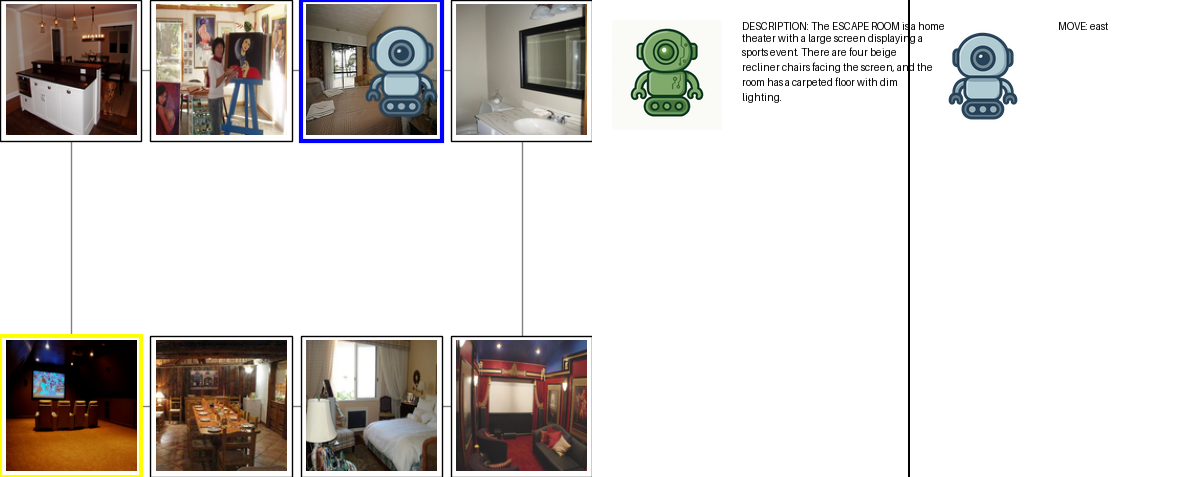 DESCRIPTION: The ESCAPE ROOM is a home
theater with a large screen displaying a
sports event. There are four beige
recliner chairs facing the screen, and the
room has a carpeted floor with dim
lighting.
MOVE: east